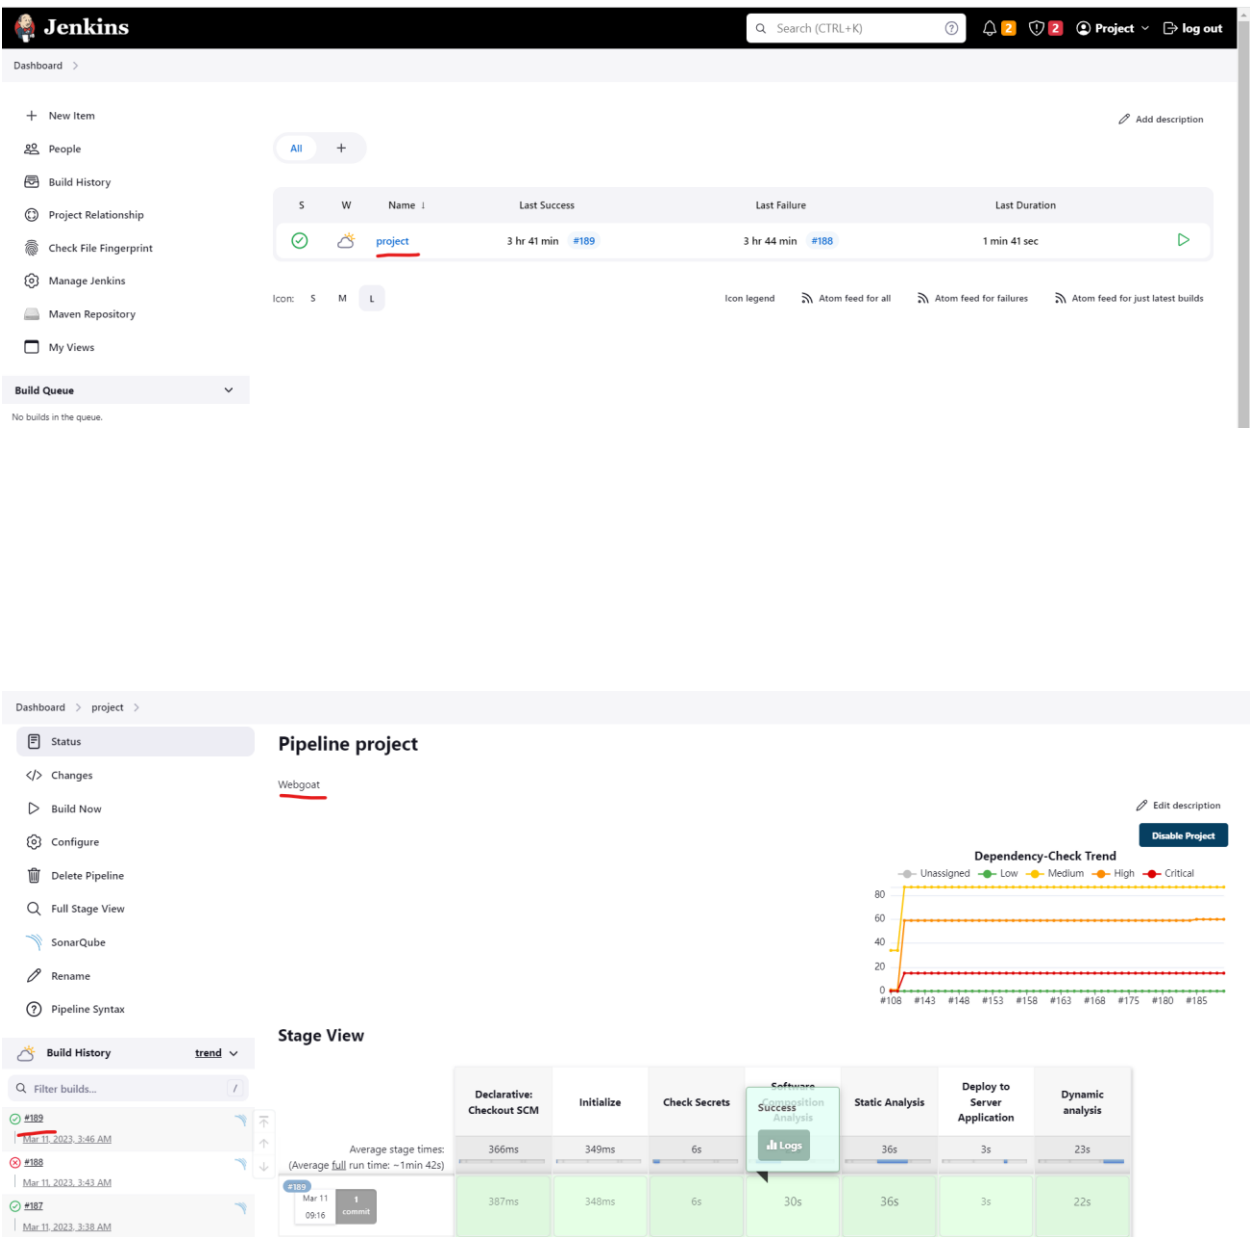 Jenkins
Search (CTRL+K)
2
2
Project
log out
Dashboard
New Item
People
Build History
Project Relationship
Check File Fingerprint
Manage Jenkins
Maven Repository
My Views
Build Queue
No builds in the queue.
Add description
All +
S W Name ↓ Last Success Last Failure Last Duration
project 3 hr 41 min #189 3 hr 44 min #188 1 min 41 sec
Icon: S M L Icon legend Atom feed for all Atom feed for failures Atom feed for just latest builds
Dashboard > project >
Status
Changes
Build Now
Configure
Delete Pipeline
Full Stage View
SonarQube
Rename
Pipeline Syntax
Build History trend
Filter builds... /
#189
Mar 11, 2023, 3:46 AM
#188
Mar 11, 2023, 3:43 AM
#187
Mar 11, 2023, 3:38 AM
Pipeline project
Webgoat
Edit description
Disable Project
Dependency-Check Trend
Unassigned Low Medium High Critical
80
60
40
20
0
#108 #143 #148 #153 #158 #163 #168 #175 #180 #185
Stage View
Declarative: Checkout SCM
Initialize
Check Secrets
Software Composition Analysis
Static Analysis
Deploy to Server Application
Dynamic analysis
Success
Logs
Average stage times:
(Average full run time: ~1min 42s)
366ms 349ms 6s 36s 3s 23s
#189
Mar 11
09:16
1
commit
387ms 348ms 6s 30s 36s 3s 22s